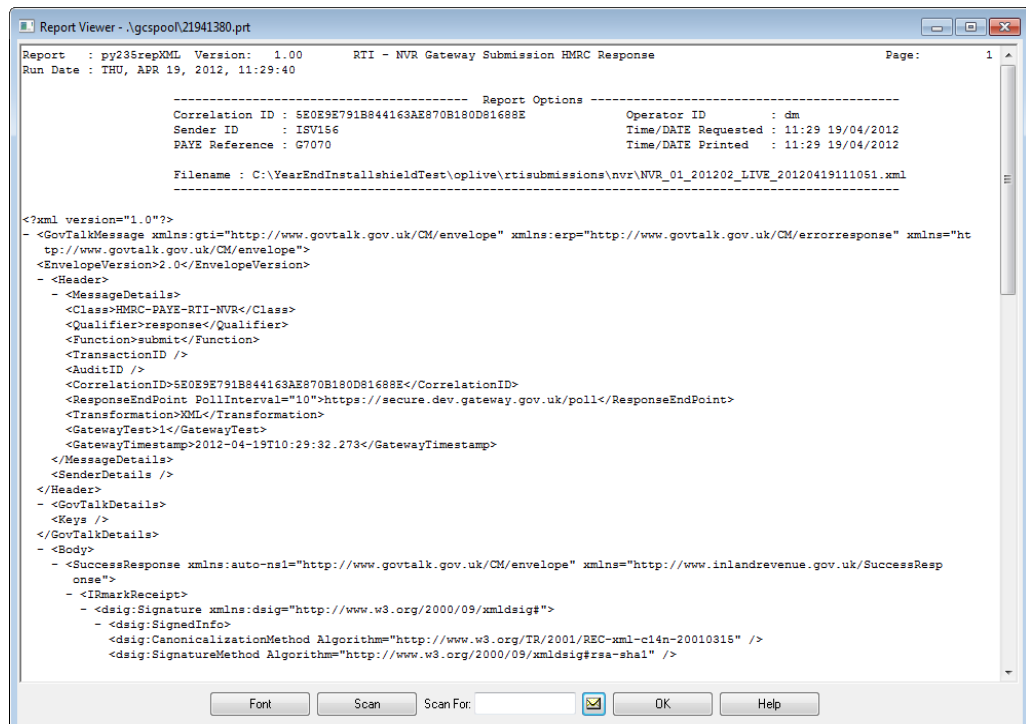 Report Viewer - .\gcspool\21941380.prt
Report : py235repXML Version: 1.00 RTI - NVR Gateway Submission HMRC Response Page: 1
Run Date : THU, APR 19, 2012, 11:29:40
----------------------------------------- Report Options -------------------------------------------
Correlation ID : 5E0E9E791B844163AE870B180D81688E Operator ID : dm
Sender ID : ISV156 Time/DATE Requested : 11:29 19/04/2012
PAYE Reference : G7070 Time/DATE Printed : 11:29 19/04/2012
Filename : C:\YearEndInstallshieldTest\oplive\rtisubmissions\nvr\NVR_01_201202_LIVE_20120419111051.xml
----------------------------------------------------------------------------------------------------
<?xml version="1.0"?>
- <GovTalkMessage xmlns:gti="http://www.govtalk.gov.uk/CM/envelope" xmlns:erp="http://www.govtalk.gov.uk/CM/errorresponse" xmlns="ht
tp://www.govtalk.gov.uk/CM/envelope">
<EnvelopeVersion>2.0</EnvelopeVersion>
- <Header>
- <MessageDetails>
<Class>HMRC-PAYE-RTI-NVR</Class>
<Qualifier>response</Qualifier>
<Function>submit</Function>
<TransactionID />
<AuditID />
<CorrelationID>5E0E9E791B844163AE870B180D81688E</CorrelationID>
<ResponseEndPoint PollInterval="10">https://secure.dev.gateway.gov.uk/poll</ResponseEndPoint>
<Transformation>XML</Transformation>
<GatewayTest>1</GatewayTest>
<GatewayTimestamp>2012-04-19T10:29:32.273</GatewayTimestamp>
</MessageDetails>
<SenderDetails />
</Header>
- <GovTalkDetails>
<Keys />
</GovTalkDetails>
- <Body>
- <SuccessResponse xmlns:auto-ns1="http://www.govtalk.gov.uk/CM/envelope" xmlns="http://www.inlandrevenue.gov.uk/SuccessResp
onse">
- <IRmarkReceipt>
- <dsig:Signature xmlns:dsig="http://www.w3.org/2000/09/xmldsig#">
- <dsig:SignedInfo>
<dsig:CanonicalizationMethod Algorithm="http://www.w3.org/TR/2001/REC-xml-c14n-20010315" />
<dsig:SignatureMethod Algorithm="http://www.w3.org/2000/09/xmldsig#rsa-sha1" />
Font Scan Scan For: OK Help